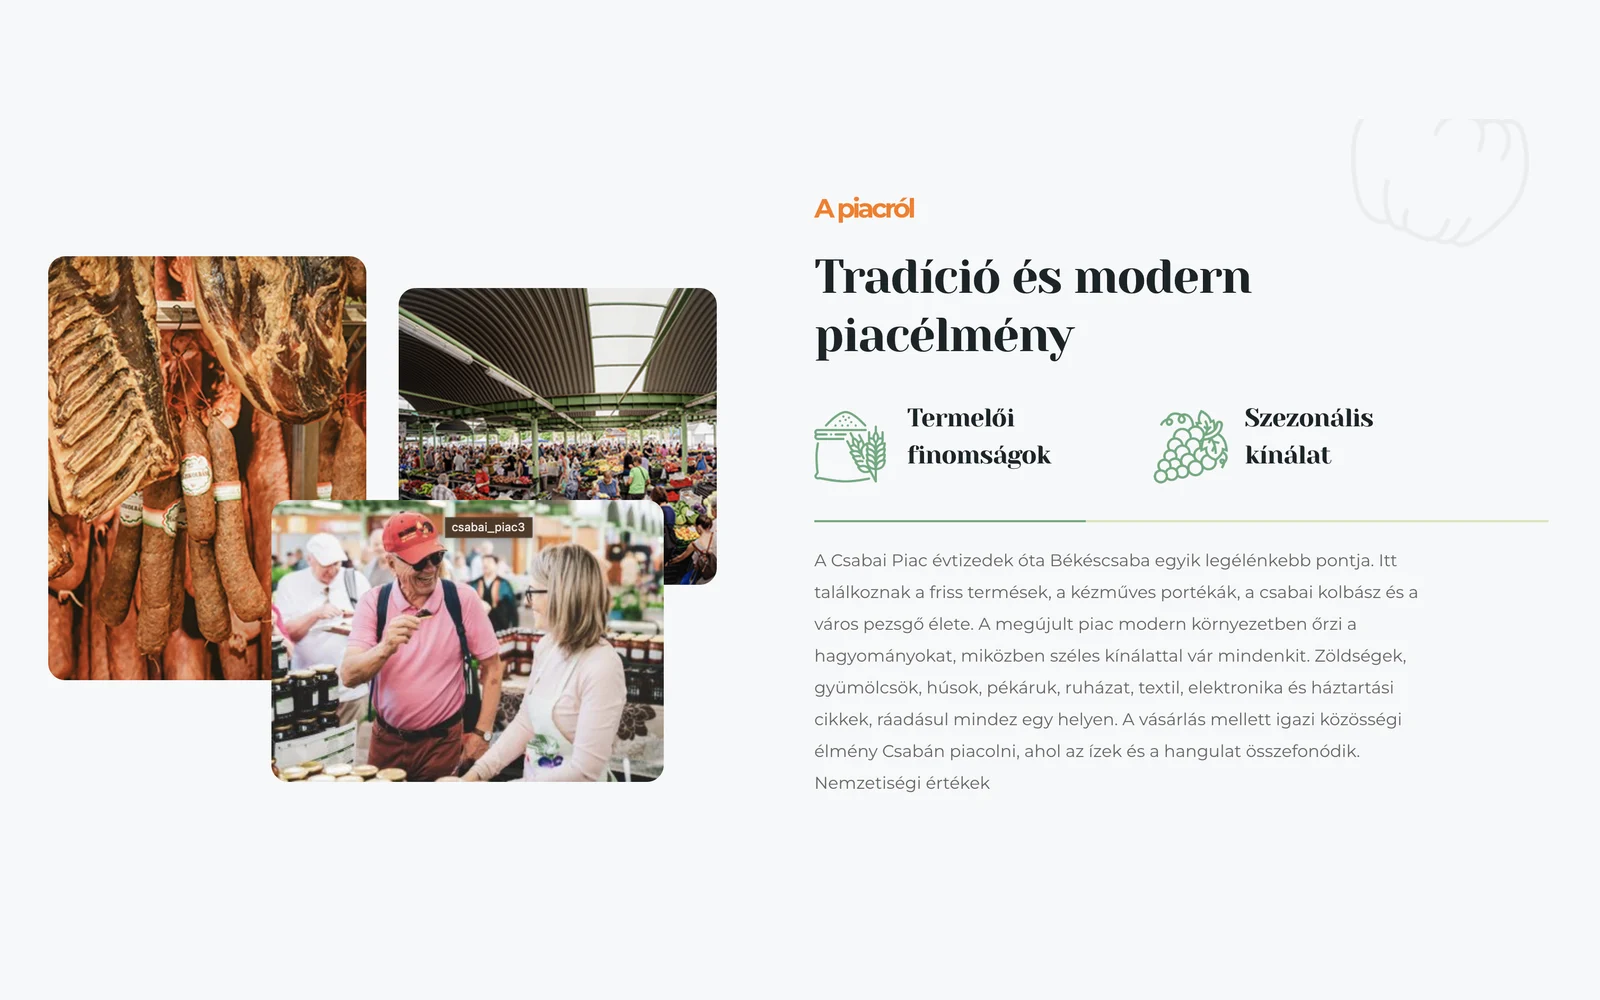 A piacról
Tradíció és modern
piacélmény
Termelői
finomságok
Szezonális
kínálat
csabai_piac3
A Csabai Piac évtizedek óta Békéscsaba egyik legélénkebb pontja. Itt
találkoznak a friss termések, a kézműves portékák, a csabai kolbász és a
város pezsgő élete. A megújult piac modern környezetben őrzi a
hagyományokat, miközben széles kínálattal vár mindenkit. Zöldségek,
gyümölcsök, húsok, pékáruk, ruházat, textil, elektronika és háztartási
cikkek, ráadásul mindez egy helyen. A vásárlás mellett igazi közösségi
élmény Csabán piacolni, ahol az ízek és a hangulat összefonódik.
Nemzetiségi értékek